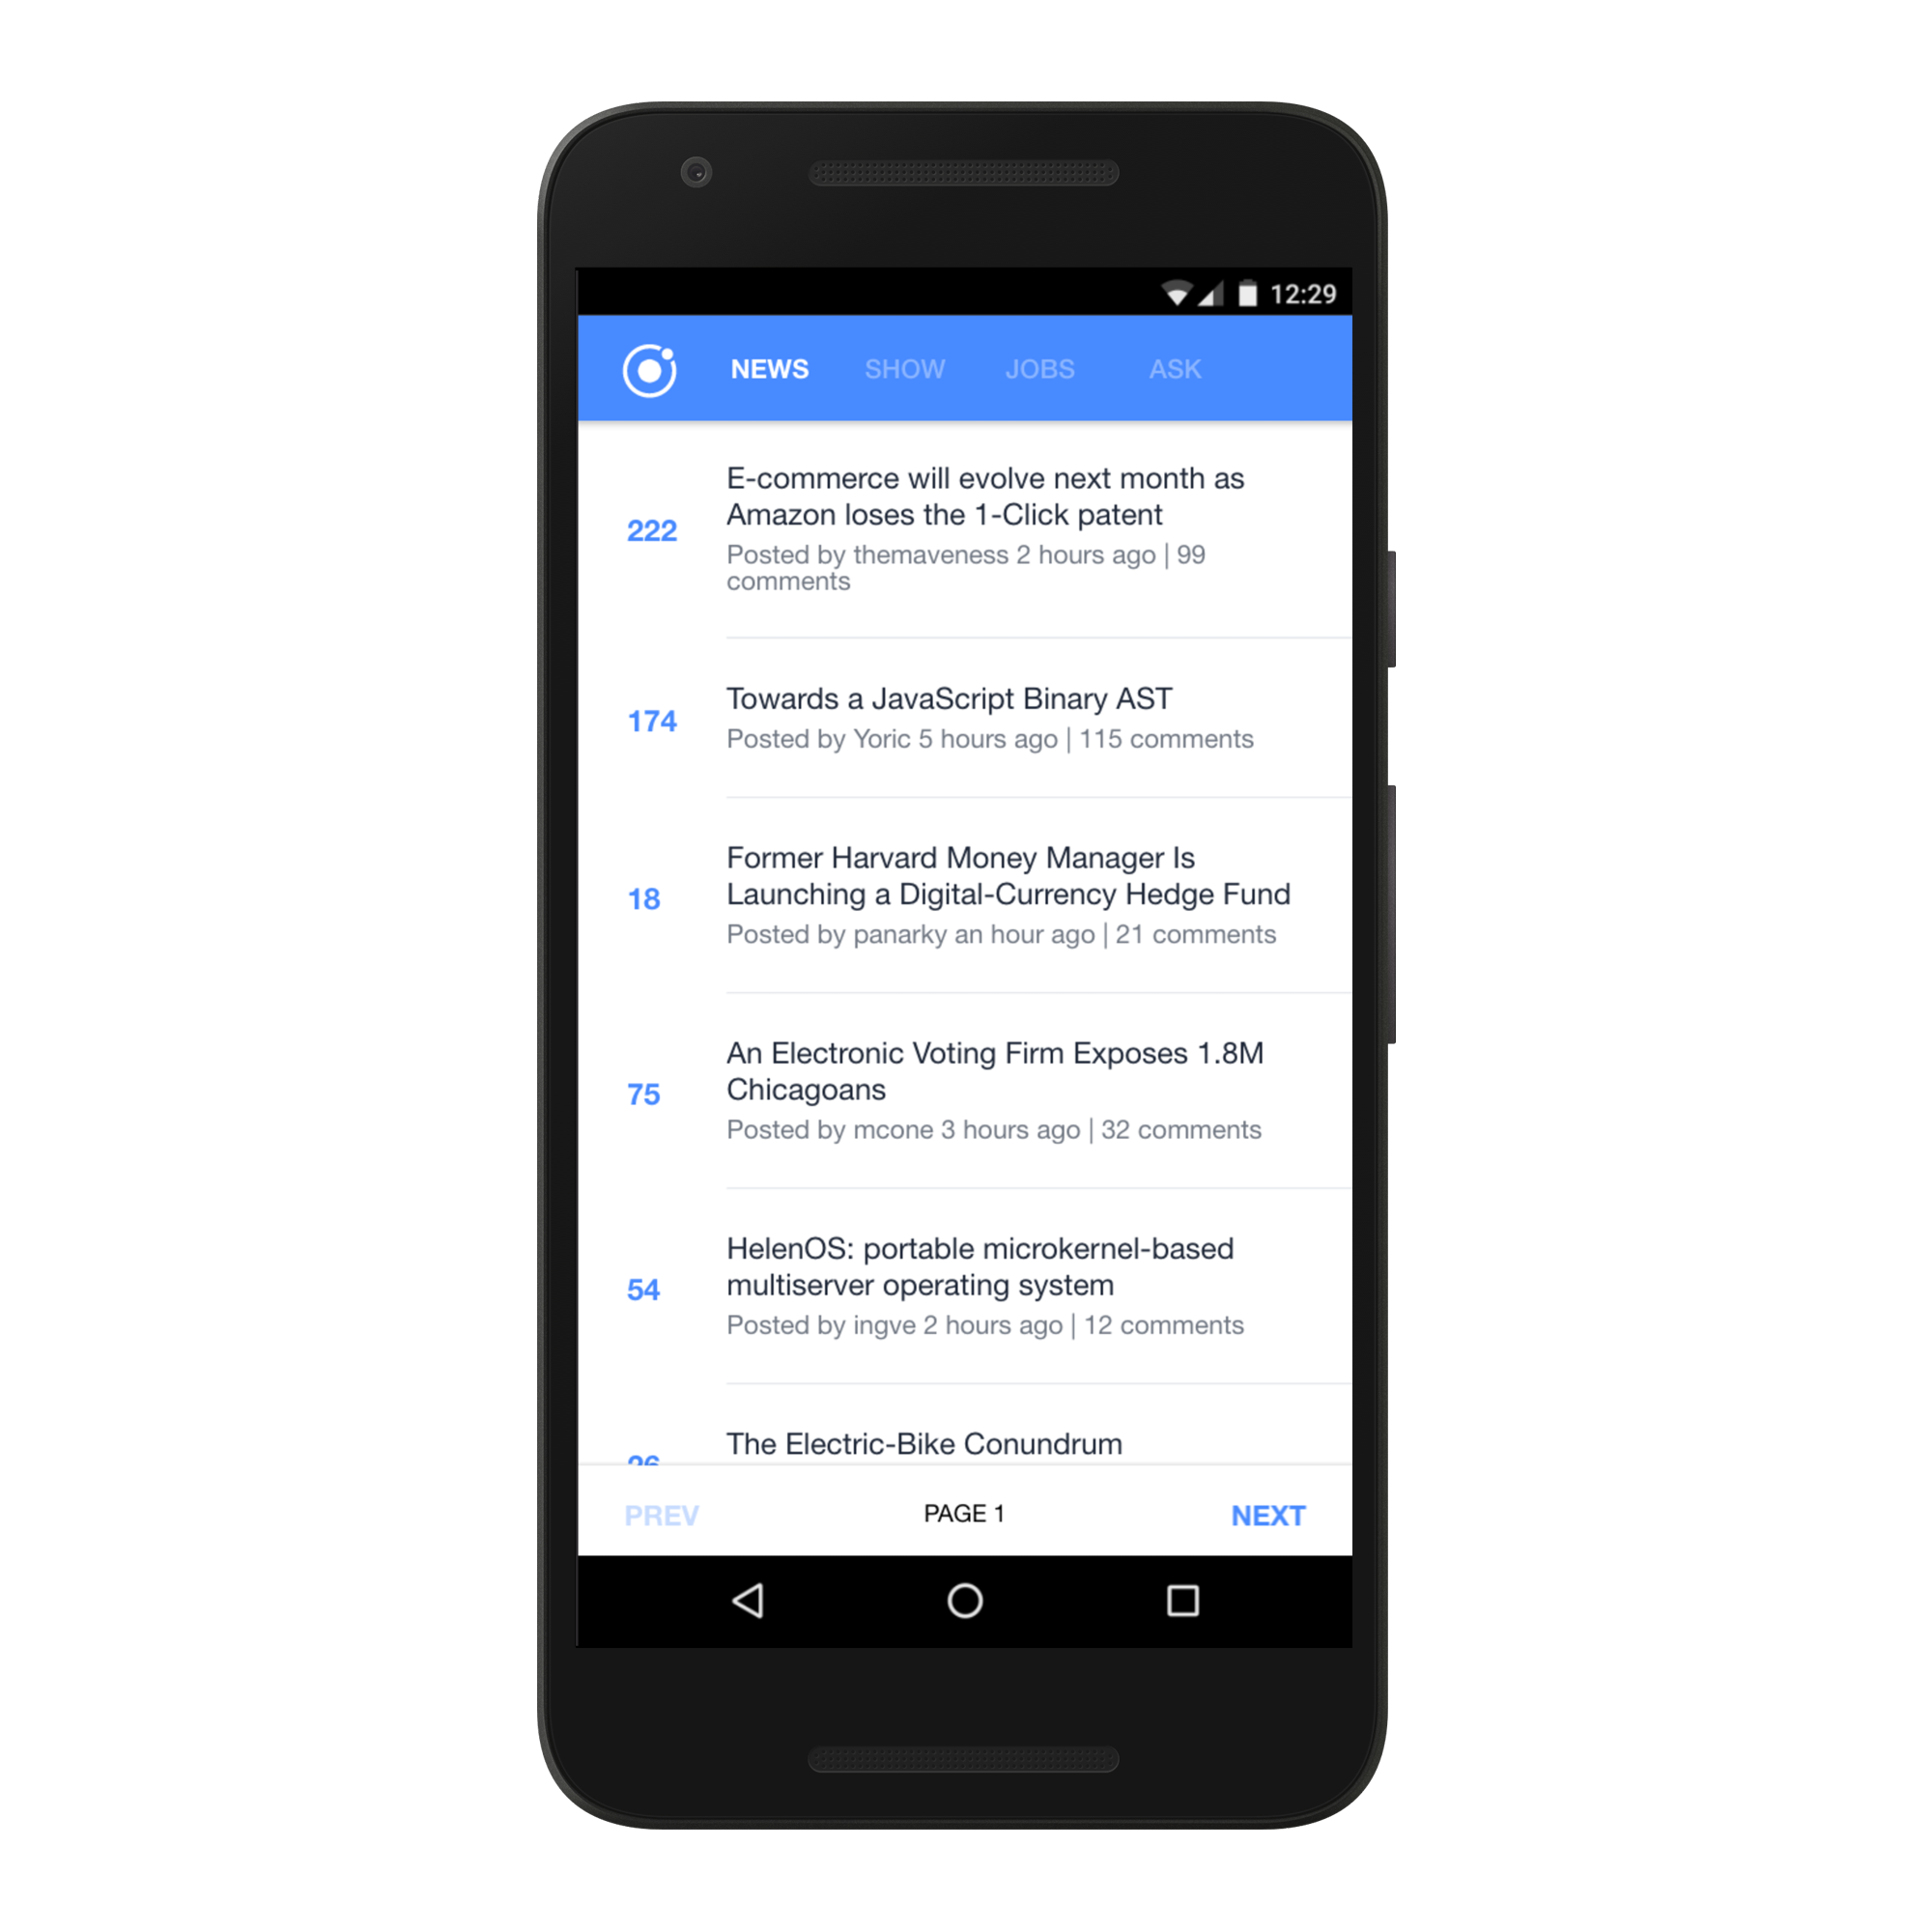 12:29
NEWS SHOW JOBS ASK
E-commerce will evolve next month as
Amazon loses the 1-Click patent
222
Posted by themaveness 2 hours ago | 99
comments
Towards a JavaScript Binary AST
174
Posted by Yoric 5 hours ago | 115 comments
Former Harvard Money Manager Is
Launching a Digital-Currency Hedge Fund
18
Posted by panarky an hour ago | 21 comments
An Electronic Voting Firm Exposes 1.8M
Chicagoans
75
Posted by mcone 3 hours ago | 32 comments
HelenOS: portable microkernel-based
multiserver operating system
54
Posted by ingve 2 hours ago | 12 comments
The Electric-Bike Conundrum
PREV PAGE 1 NEXT